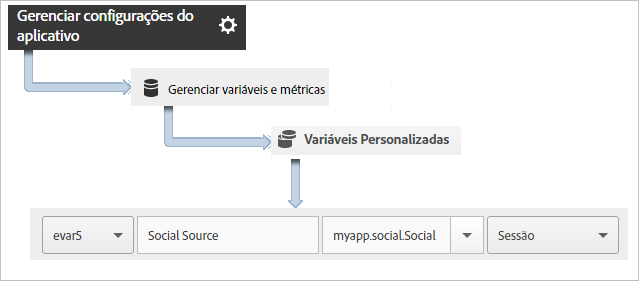 Gerenciar configurações do
aplicativo
Gerenciar variáveis e métricas
Variáveis Personalizadas
evar5 Social Source myapp.social.Social Sessão